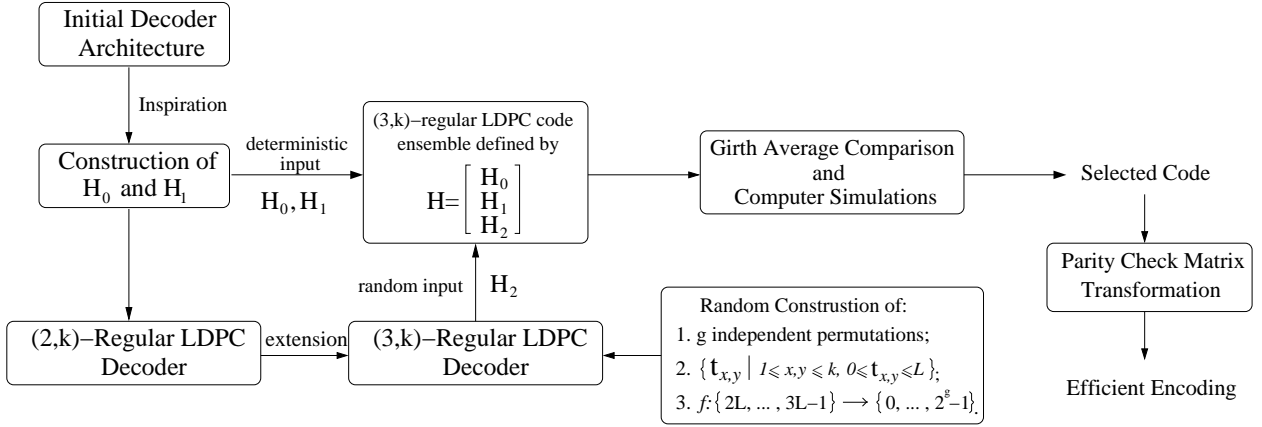 Initial Decoder
Architecture
Inspiration
Construction of
H₀ and H₁
deterministic
input
H₀, H₁
(3,k)−regular LDPC code
ensemble defined by
H= [ H₀
H₁
H₂ ]
Girth Average Comparison
and
Computer Simulations
Selected Code
Parity Check Matrix
Transformation
Efficient Encoding
random input
H₂
(2,k)−Regular LDPC
Decoder
extension
(3,k)−Regular LDPC
Decoder
Random Construstion of:
1. g independent permutations;
2. {t_{x,y} | 1⩽ x,y ⩽ k, 0⩽ t_{x,y} ⩽L };
3. f:{2L, ... , 3L−1} ⟶ {0, ... , 2^g−1}.